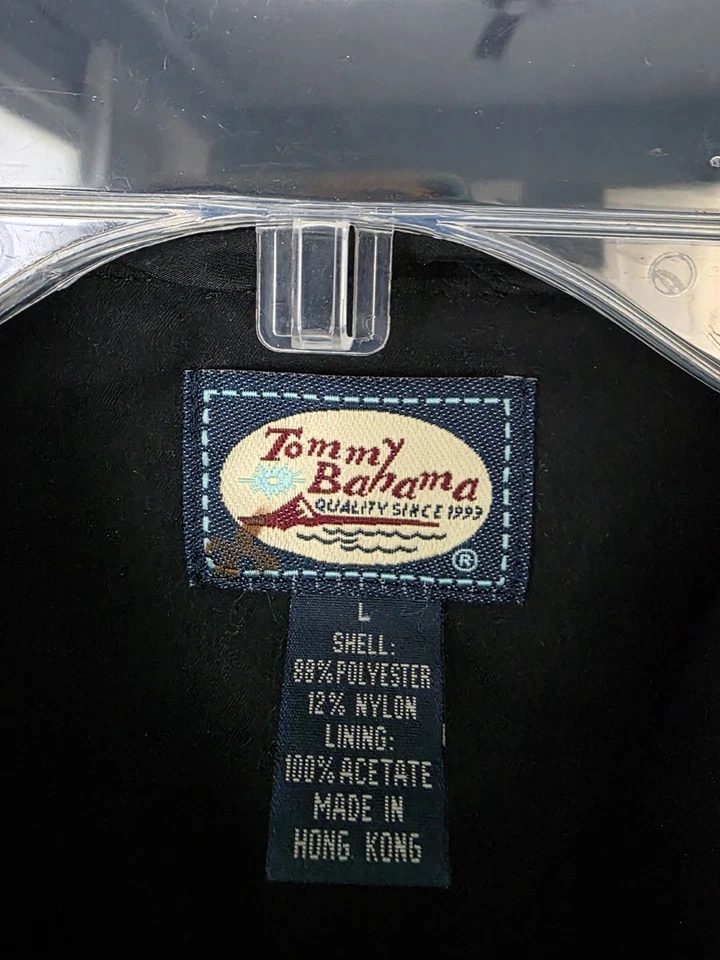 Tommy
Bahama
QUALITY SINCE 1993
®
L
SHELL:
88%POLYESTER
12% NYLON
LINING:
100%ACETATE
MADE IN
HONG KONG